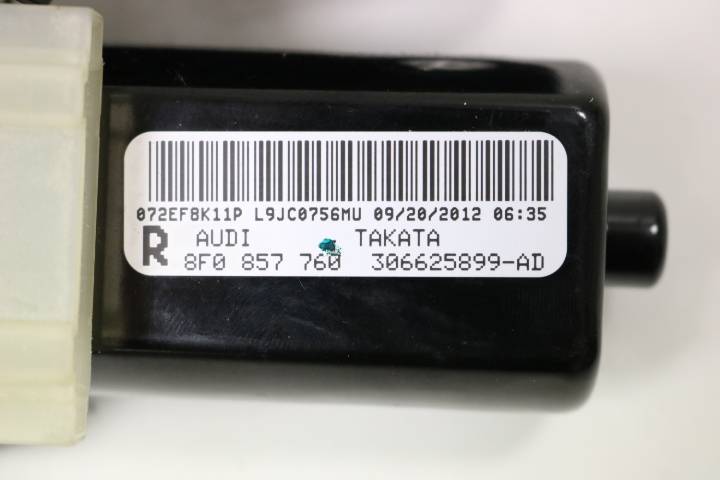 072EF8K11P L9JC0756MU 09/20/2012 06:35
R AUDI TAKATA
8F0 857 760 306625899-AD